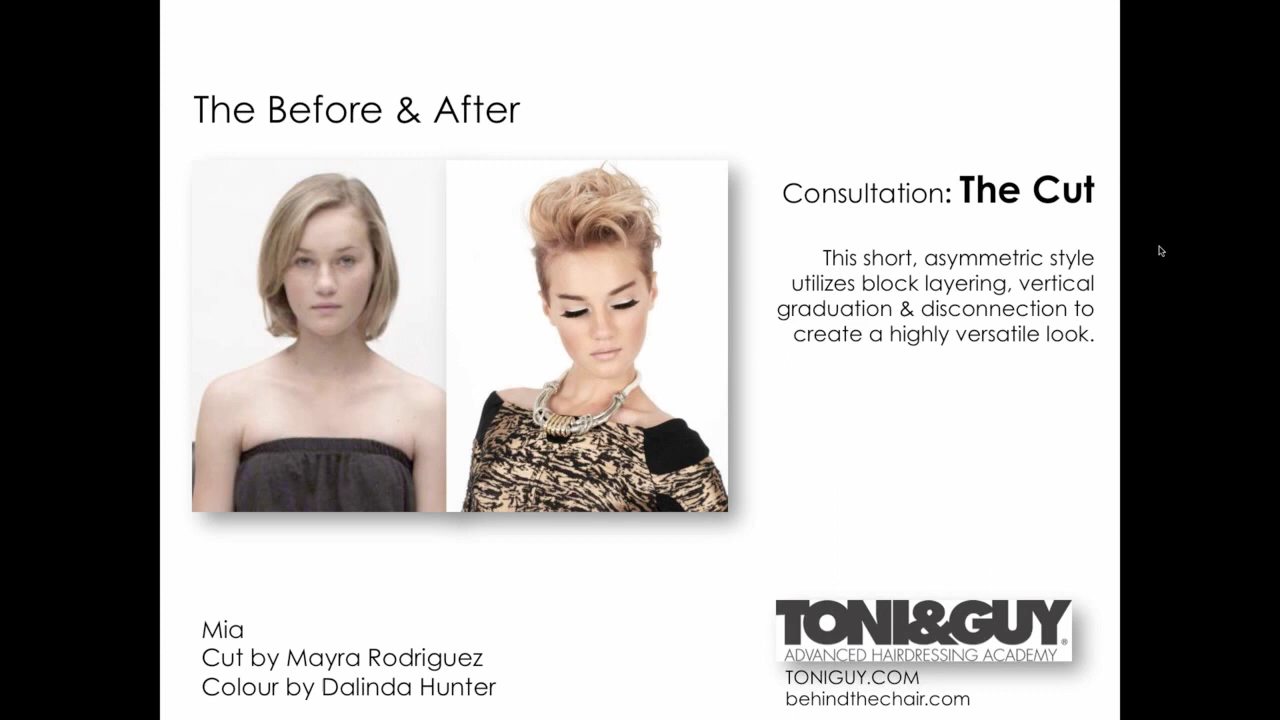 The Before & After
Consultation: The Cut
This short, asymmetric style
utilizes block layering, vertical
graduation & disconnection to
create a highly versatile look.
Mia
Cut by Mayra Rodriguez
Colour by Dalinda Hunter
TONI&GUY®
ADVANCED HAIRDRESSING ACADEMY
TONIGUY.COM
behindthechair.com